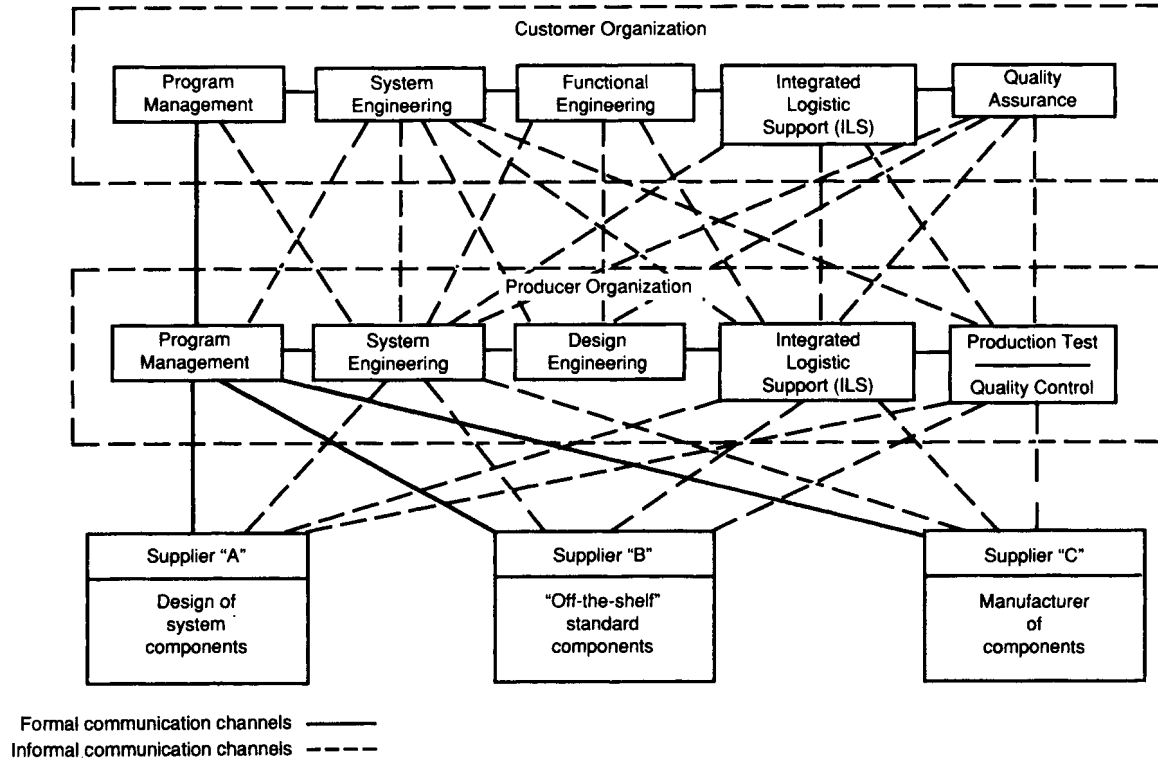 Customer Organization
Program
Management
System
Engineering
Functional
Engineering
Integrated
Logistic
Support (ILS)
Quality
Assurance
Producer Organization
Program
Management
System
Engineering
Design
Engineering
Integrated
Logistic
Support (ILS)
Production Test
Quality Control
Supplier “A”
Design of
system
components
Supplier “B”
“Off-the-shelf”
standard
components
Supplier “C”
Manufacturer
of
components
Formal communication channels
Informal communication channels